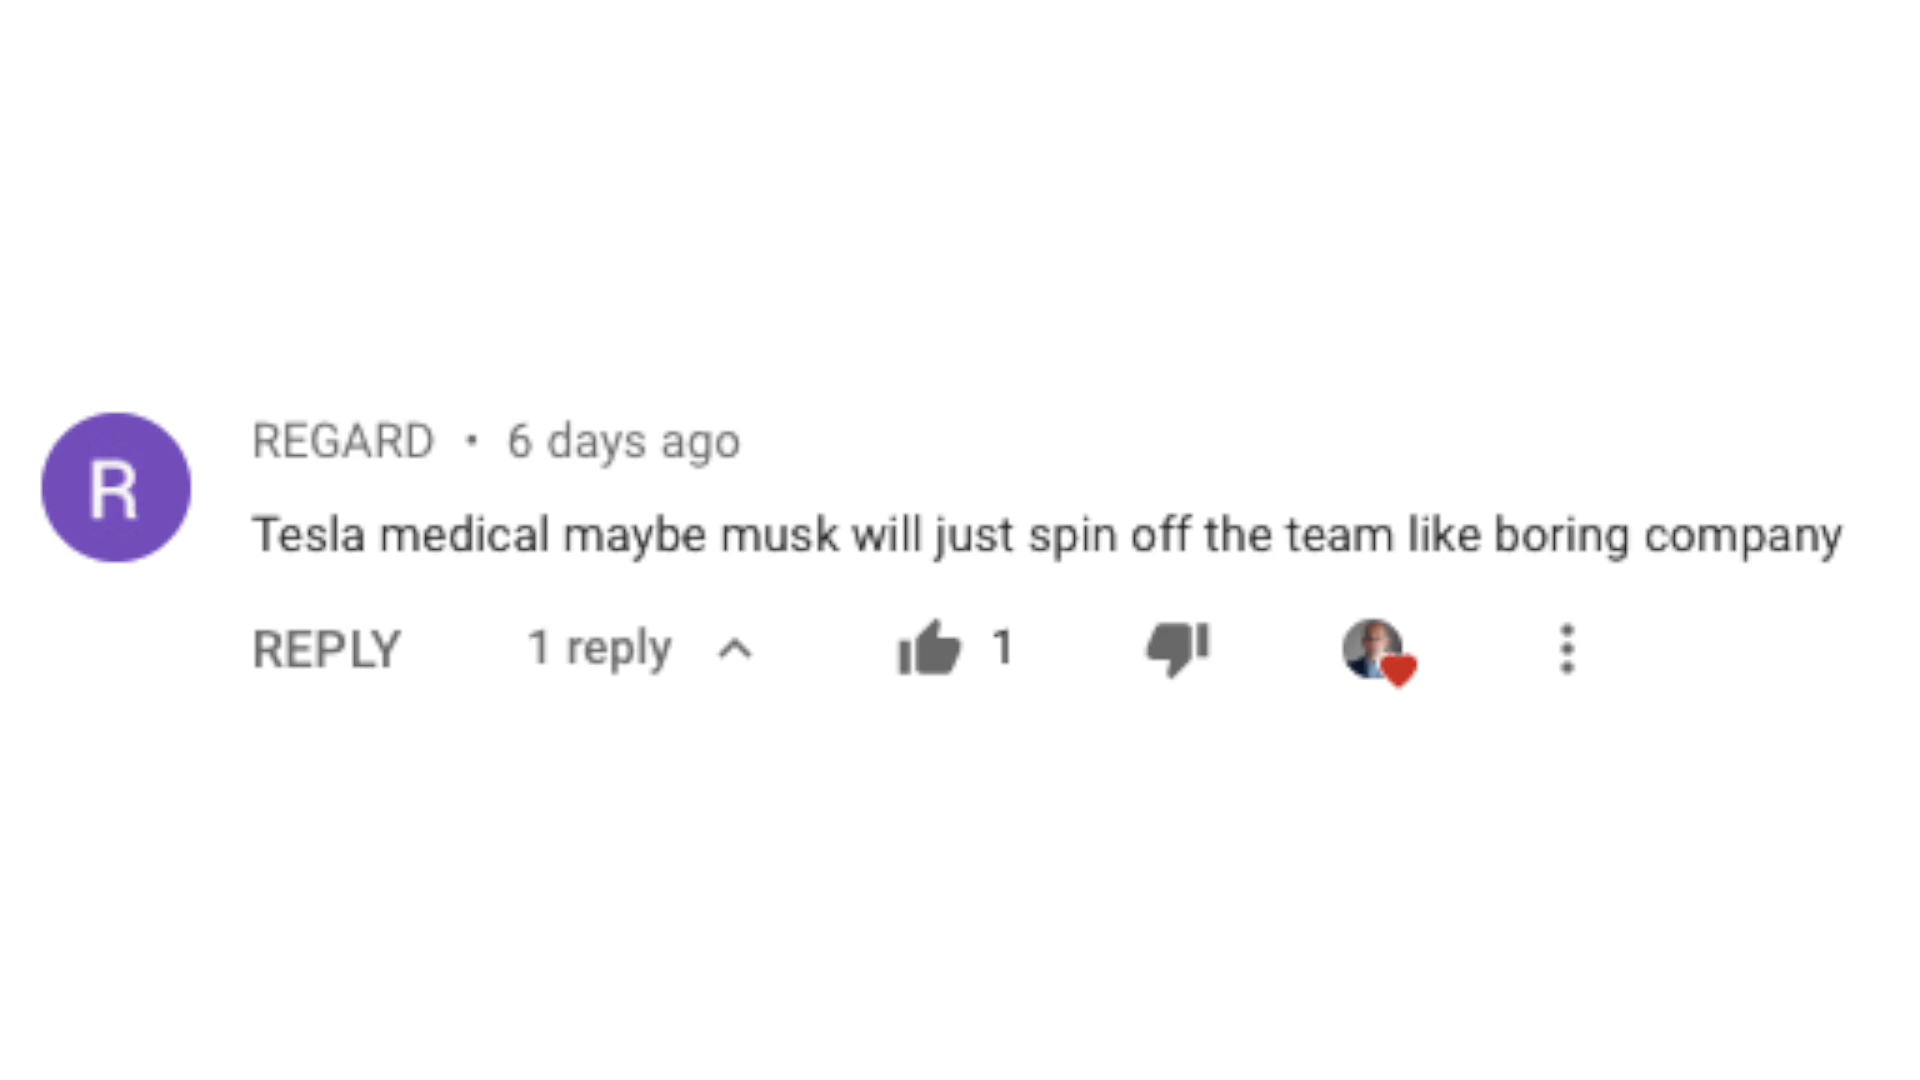 R
REGARD • 6 days ago
Tesla medical maybe musk will just spin off the team like boring company
REPLY 1 reply 1